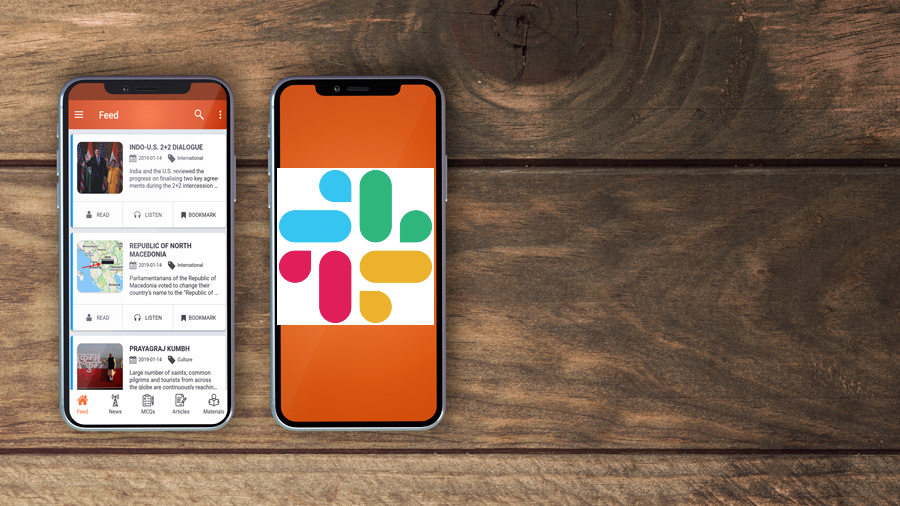 Feed
INDO-U.S. 2+2 DIALOGUE
2019-01-14 International
India and the U.S. reviewed the
progress on finalising two key agree-
ments during the 2+2 intercession ...
READ LISTEN BOOKMARK
REPUBLIC OF NORTH
MACEDONIA
2019-01-14 International
Parliamentarians of the Republic of
Macedonia voted to change their
country's name to the "Republic of ...
READ LISTEN BOOKMARK
PRAYAGRAJ KUMBH
2019-01-14 Culture
Large number of saints, common
pilgrims and tourists from across
the globe are continuously reachin...
Feed News MCQs Articles Materials